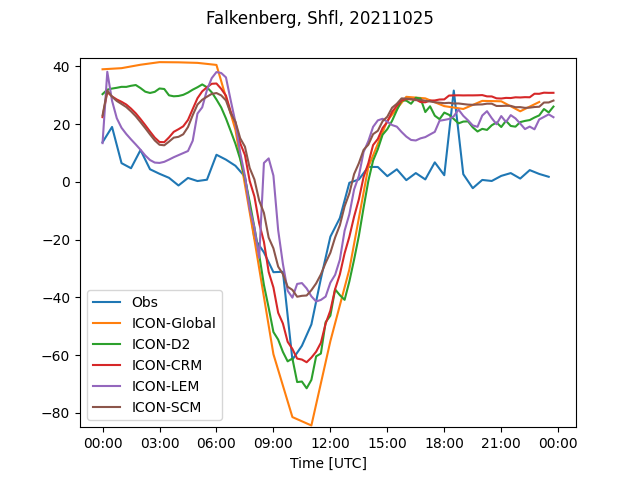 Falkenberg, Shfl, 20211025
40
20
0
−20
−40
−60
−80
Obs
ICON-Global
ICON-D2
ICON-CRM
ICON-LEM
ICON-SCM
00:00 03:00 06:00 09:00 12:00 15:00 18:00 21:00 00:00
Time [UTC]